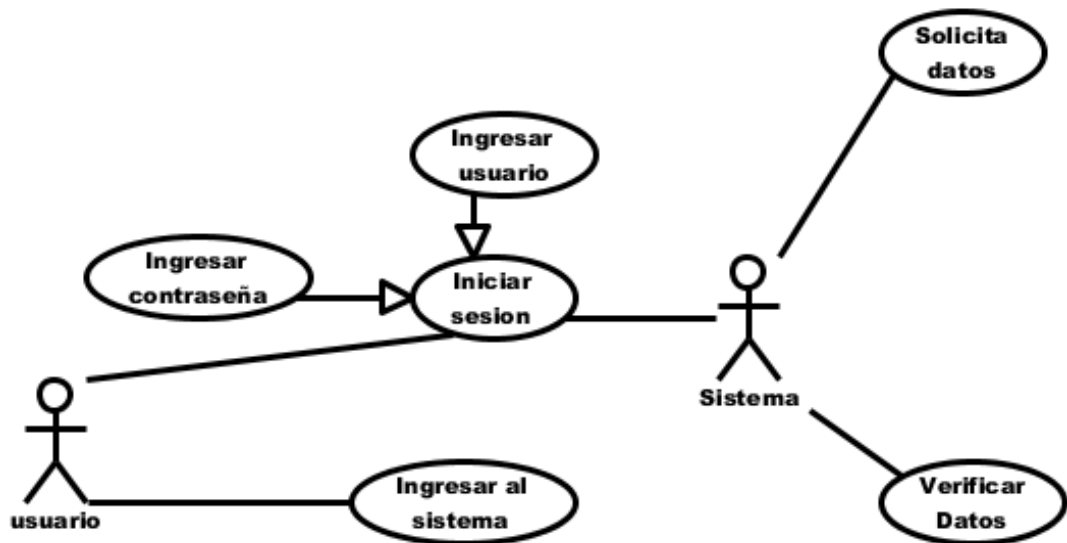 Solicita
datos
Ingresar
usuario
Ingresar
contraseña
Iniciar
sesion
Sistema
usuario
Ingresar al
sistema
Verificar
Datos